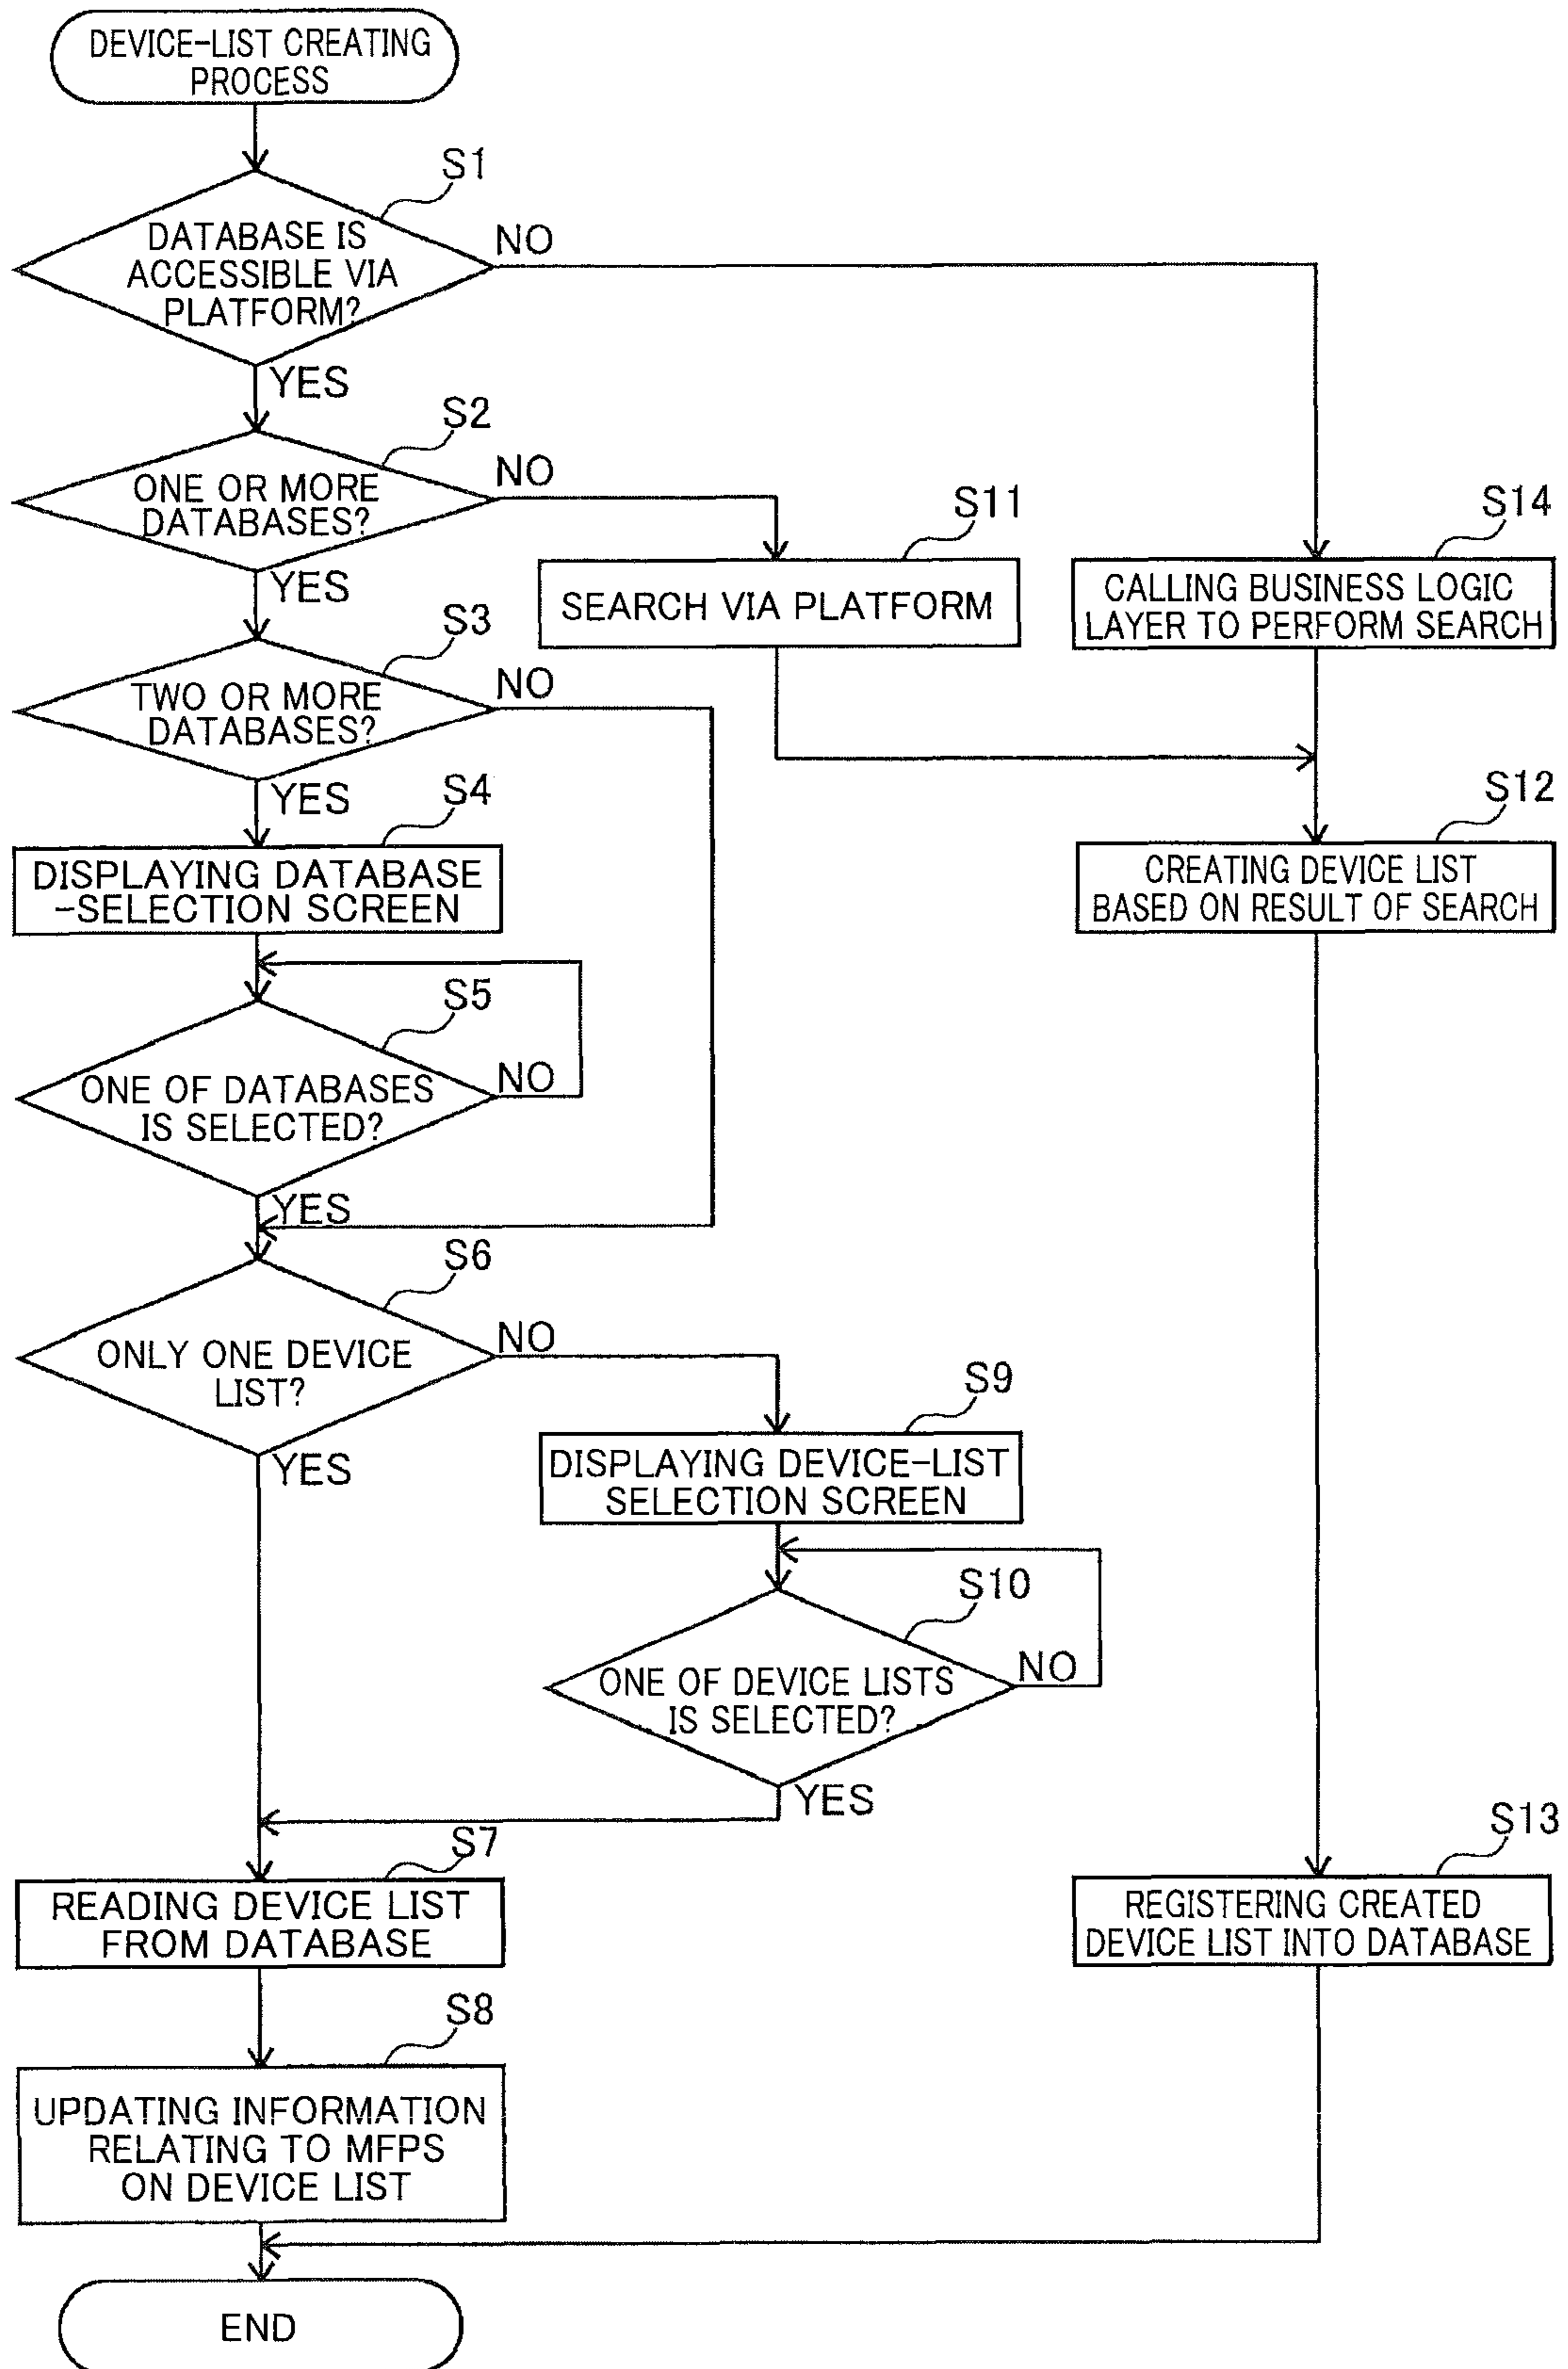 DEVICE-LIST CREATING
PROCESS
S1
DATABASE IS
ACCESSIBLE VIA
PLATFORM?
NO
YES
S2
ONE OR MORE
DATABASES?
NO
YES
S11
SEARCH VIA PLATFORM
S14
CALLING BUSINESS LOGIC
LAYER TO PERFORM SEARCH
S3
TWO OR MORE
DATABASES?
NO
YES
S4
DISPLAYING DATABASE
-SELECTION SCREEN
S12
CREATING DEVICE LIST
BASED ON RESULT OF SEARCH
S5
ONE OF DATABASES
IS SELECTED?
NO
YES
S6
ONLY ONE DEVICE
LIST?
NO
YES
S9
DISPLAYING DEVICE-LIST
SELECTION SCREEN
S10
ONE OF DEVICE LISTS
IS SELECTED?
NO
YES
S7
READING DEVICE LIST
FROM DATABASE
S13
REGISTERING CREATED
DEVICE LIST INTO DATABASE
S8
UPDATING INFORMATION
RELATING TO MFPS
ON DEVICE LIST
END